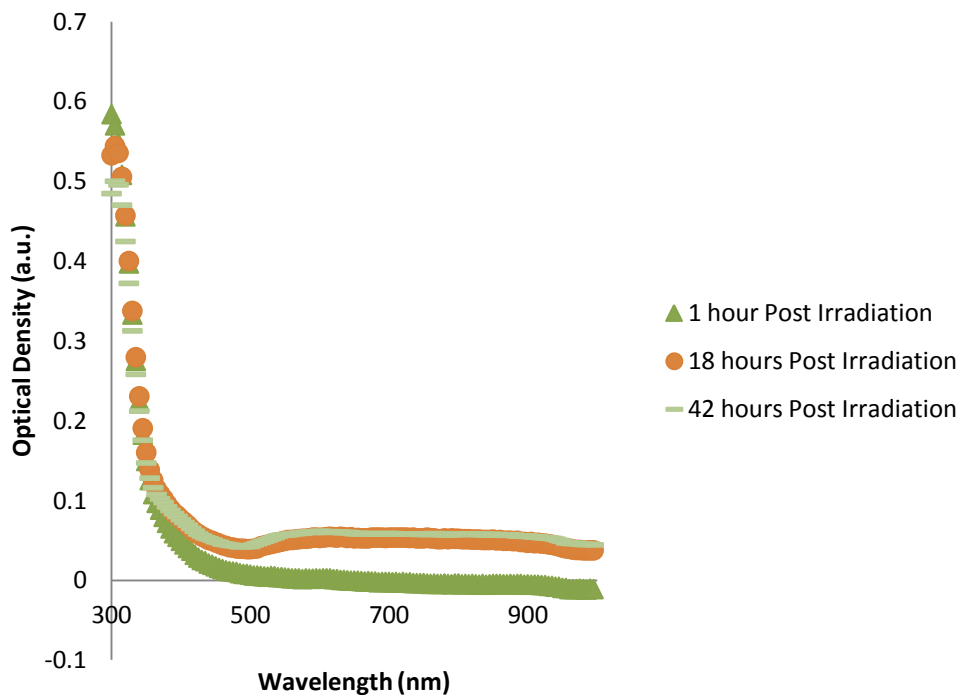 0.7
0.6
0.5
0.4
0.3
0.2
0.1
0
-0.1
Optical Density (a.u.)
300
500
700
900
Wavelength (nm)
1 hour Post Irradiation
18 hours Post Irradiation
42 hours Post Irradiation